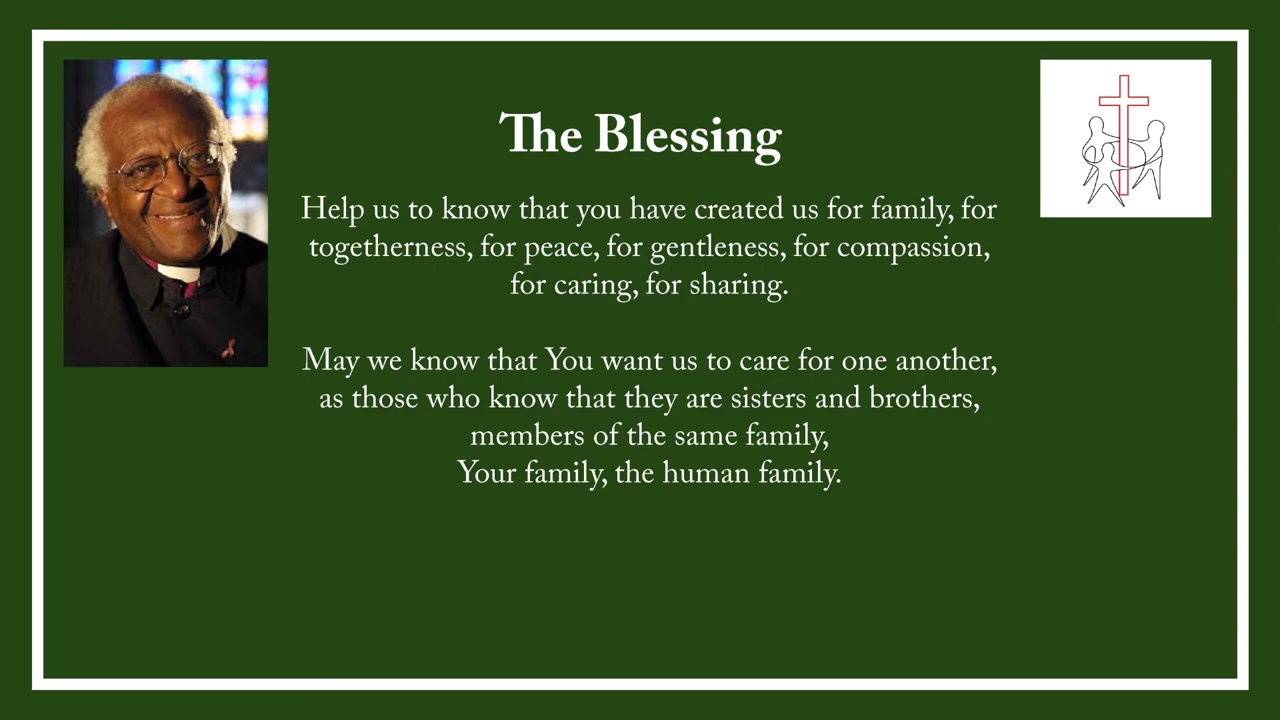 The Blessing
Help us to know that you have created us for family, for
togetherness, for peace, for gentleness, for compassion,
for caring, for sharing.
May we know that You want us to care for one another,
as those who know that they are sisters and brothers,
members of the same family,
Your family, the human family.